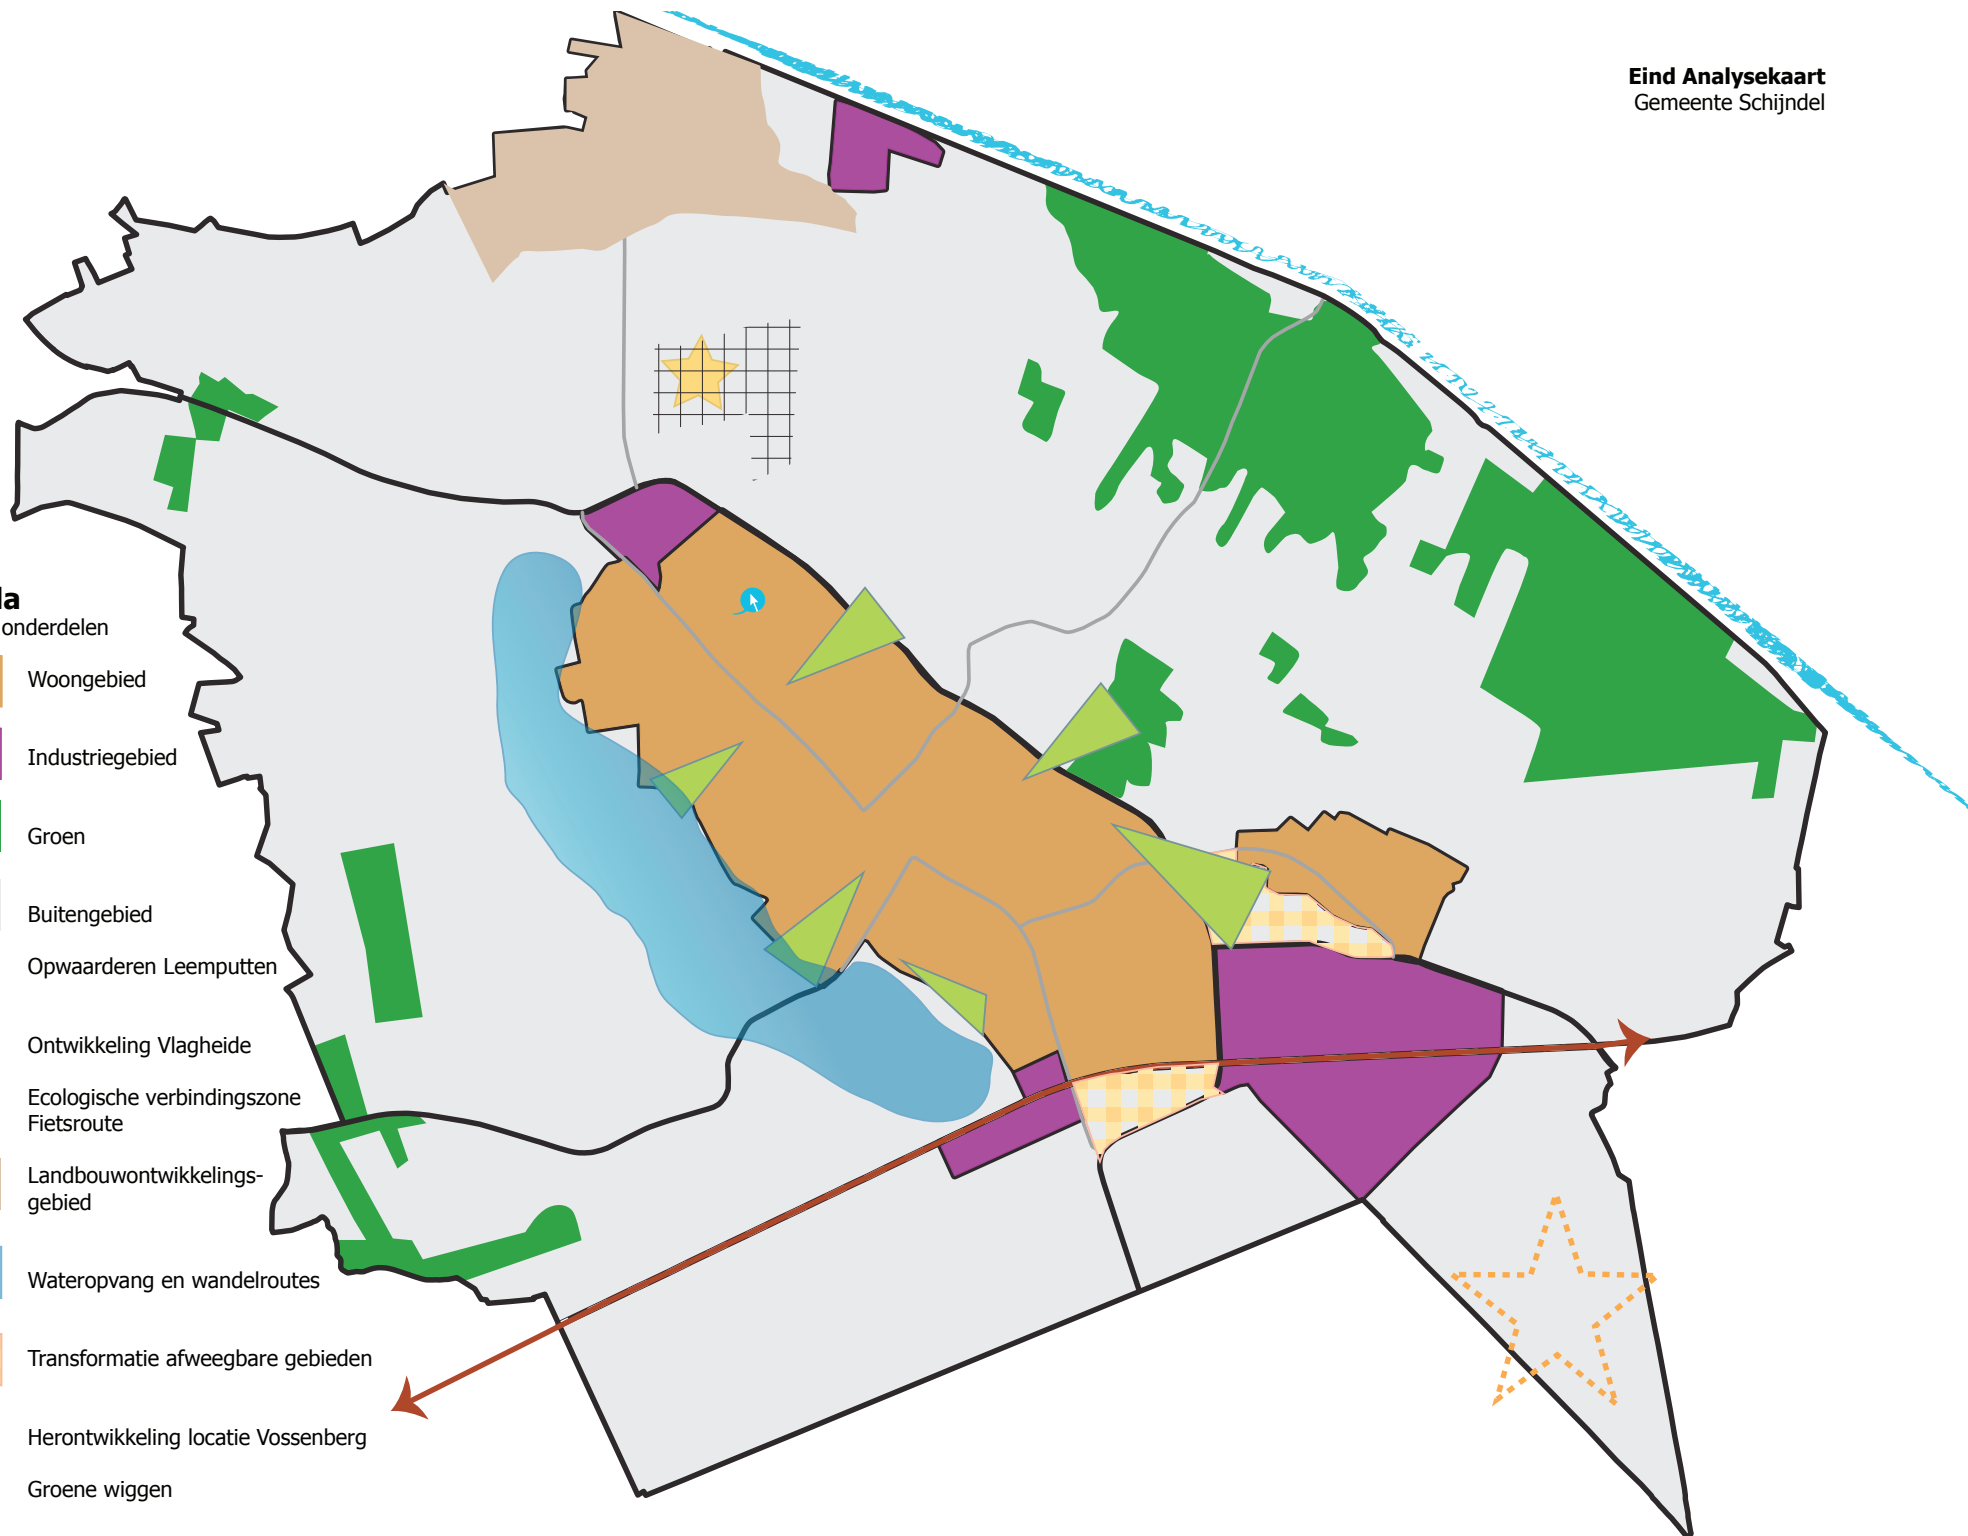 Eind Analysekaart
Gemeente Schijndel
onderdelen
Woongebied
Industriegebied
Groen
Buitengebied
Opwaarderen Leemputten
Ontwikkeling Vlagheide
Ecologische verbindingszone
Fietsroute
Landbouwontwikkelings-
gebied
Wateropvang en wandelroutes
Transformatie afweegbare gebieden
Herontwikkeling locatie Vossenberg
Groene wiggen